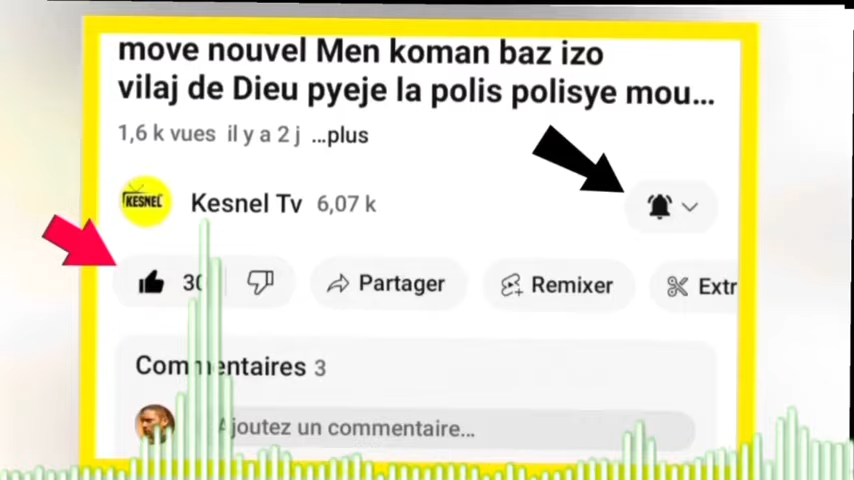 move nouvel Men koman baz izo
vilaj de Dieu pyeje la polis polisye mou...
1,6 k vues il y a 2 j ...plus
KESNEL
Kesnel Tv 6,07 k
Partager
Remixer
Extr
Commentaires 3
Ajoutez un commentaire...